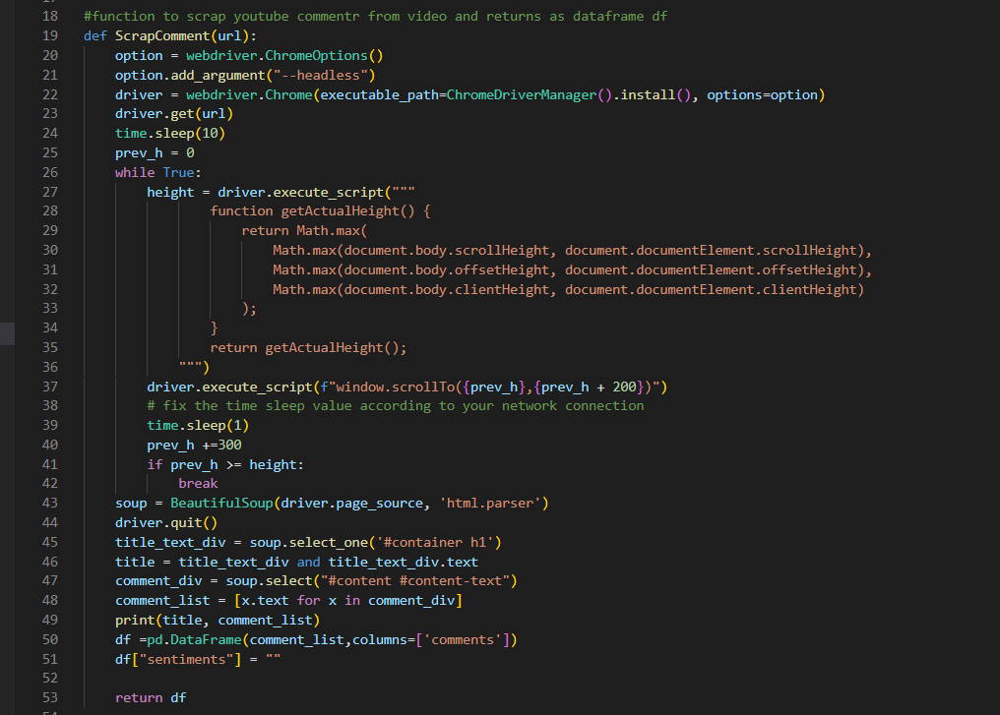 18 #function to scrap youtube commentr from video and returns as dataframe df
19 def ScrapComment(url):
20     option = webdriver.ChromeOptions()
21     option.add_argument("--headless")
22     driver = webdriver.Chrome(executable_path=ChromeDriverManager().install(), options=option)
23     driver.get(url)
24     time.sleep(10)
25     prev_h = 0
26     while True:
27         height = driver.execute_script("""
28                 function getActualHeight() {
29                     return Math.max(
30                         Math.max(document.body.scrollHeight, document.documentElement.scrollHeight),
31                         Math.max(document.body.offsetHeight, document.documentElement.offsetHeight),
32                         Math.max(document.body.clientHeight, document.documentElement.clientHeight)
33                     );
34                 }
35                 return getActualHeight();
36             """)
37         driver.execute_script(f"window.scrollTo({prev_h},{prev_h + 200})")
38         # fix the time sleep value according to your network connection
39         time.sleep(1)
40         prev_h +=300
41         if prev_h >= height:
42             break
43     soup = BeautifulSoup(driver.page_source, 'html.parser')
44     driver.quit()
45     title_text_div = soup.select_one('#container h1')
46     title = title_text_div and title_text_div.text
47     comment_div = soup.select("#content #content-text")
48     comment_list = [x.text for x in comment_div]
49     print(title, comment_list)
50     df =pd.DataFrame(comment_list,columns=['comments'])
51     df["sentiments"] = ""
52
53     return df